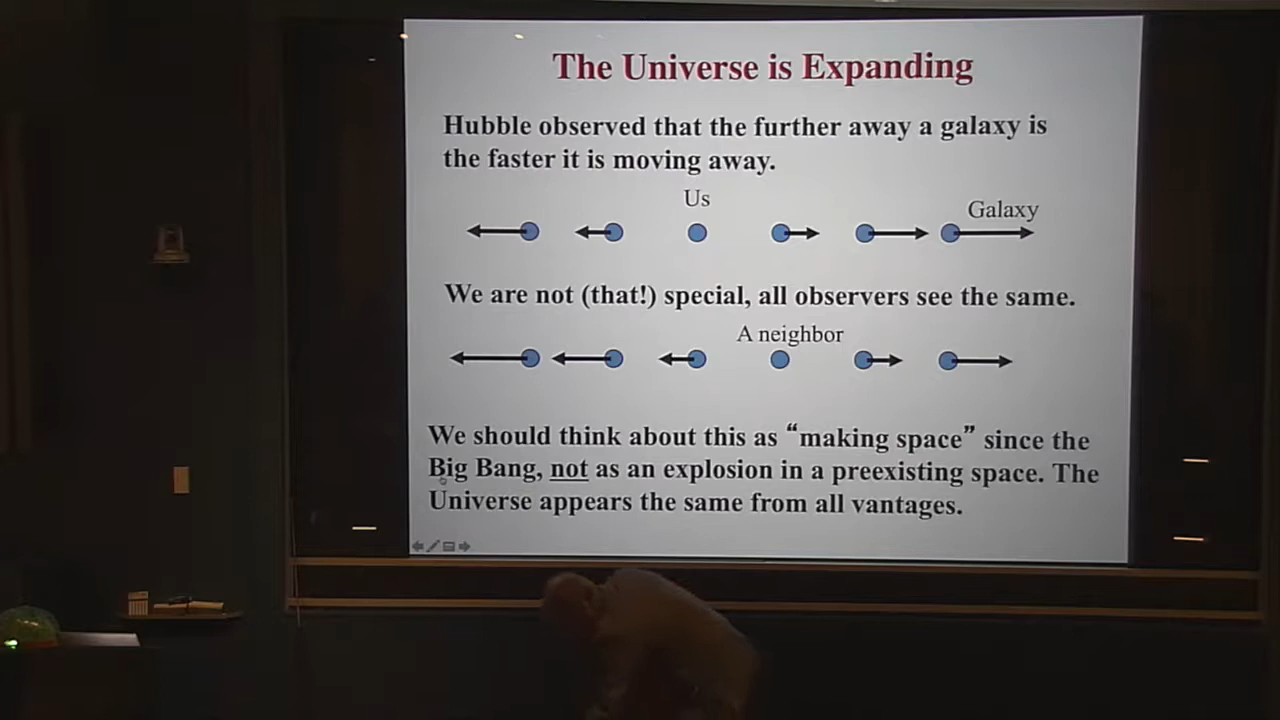 The Universe is Expanding
Hubble observed that the further away a galaxy is
the faster it is moving away.
Us
Galaxy
We are not (that!) special, all observers see the same.
A neighbor
We should think about this as “making space” since the
Big Bang, not as an explosion in a preexisting space. The
Universe appears the same from all vantages.